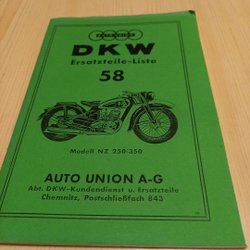 DKW
Ersatzteile-Liste
58
Modell NZ 250-350
AUTO UNION A-G
Abt. DKW-Kundendienst u. Ersatzteile
Chemnitz, Postschließfach 843